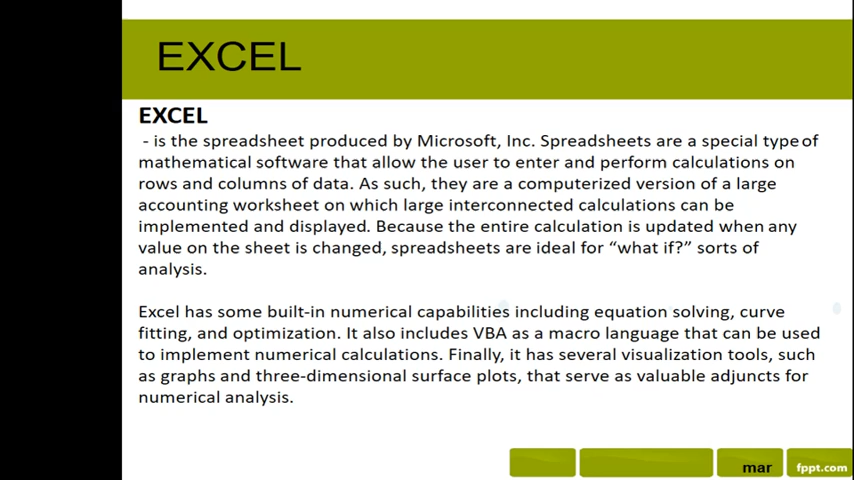 EXCEL
EXCEL
- is the spreadsheet produced by Microsoft, Inc. Spreadsheets are a special type of
mathematical software that allow the user to enter and perform calculations on
rows and columns of data. As such, they are a computerized version of a large
accounting worksheet on which large interconnected calculations can be
implemented and displayed. Because the entire calculation is updated when any
value on the sheet is changed, spreadsheets are ideal for “what if?” sorts of
analysis.
Excel has some built-in numerical capabilities including equation solving, curve
fitting, and optimization. It also includes VBA as a macro language that can be used
to implement numerical calculations. Finally, it has several visualization tools, such
as graphs and three-dimensional surface plots, that serve as valuable adjuncts for
numerical analysis.
mar
fppt.com